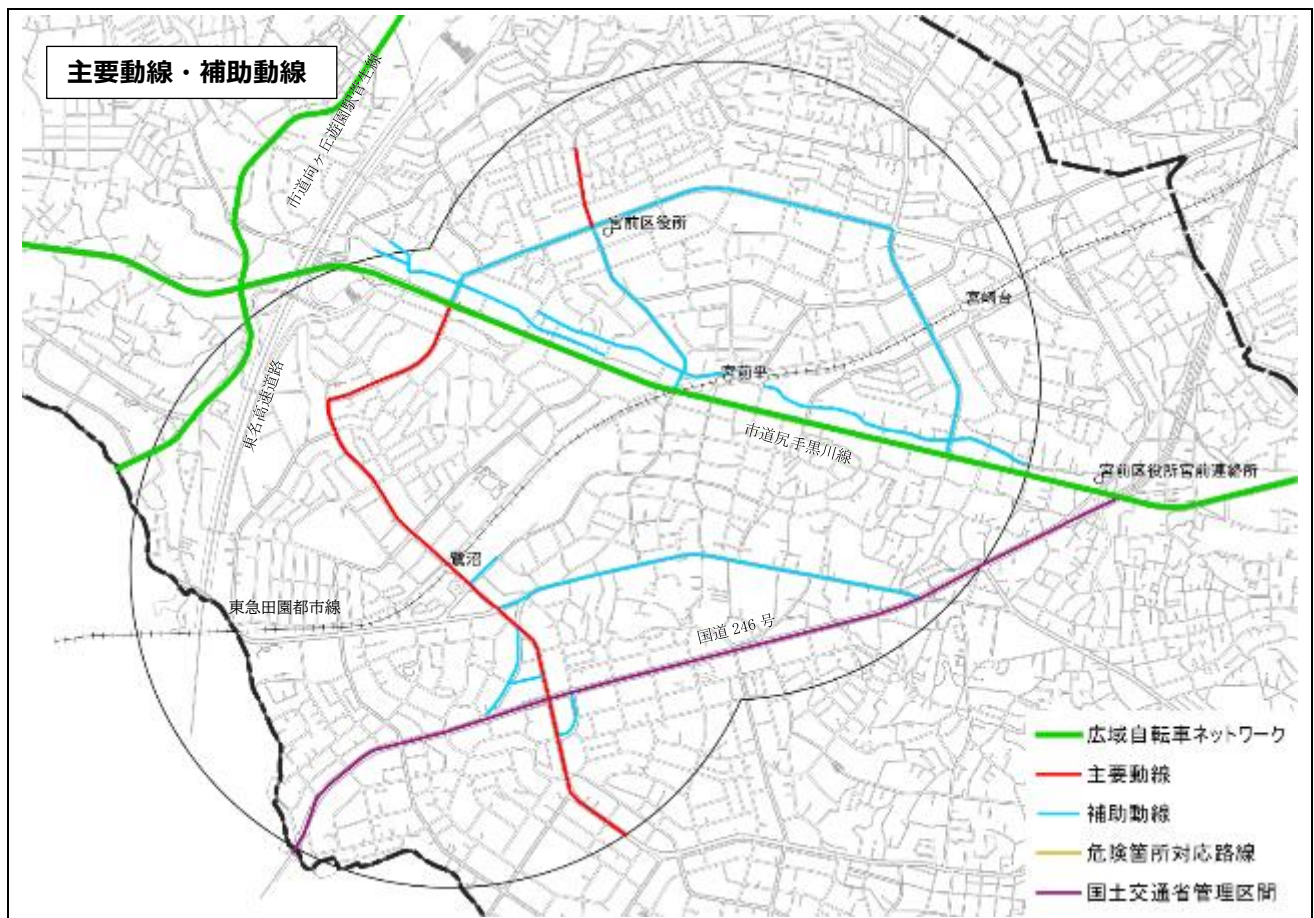 主要動線・補助動線
市道向ヶ丘遊園駅菅生線
宮前区役所
宮崎台
宮前平
東名高速道路
市道尻手黒川線
宮前区役所宮前連絡所
鷺沼
東急田園都市線
国道 246 号
広域自転車ネットワーク
主要動線
補助動線
危険箇所対応路線
国土交通省管理区間